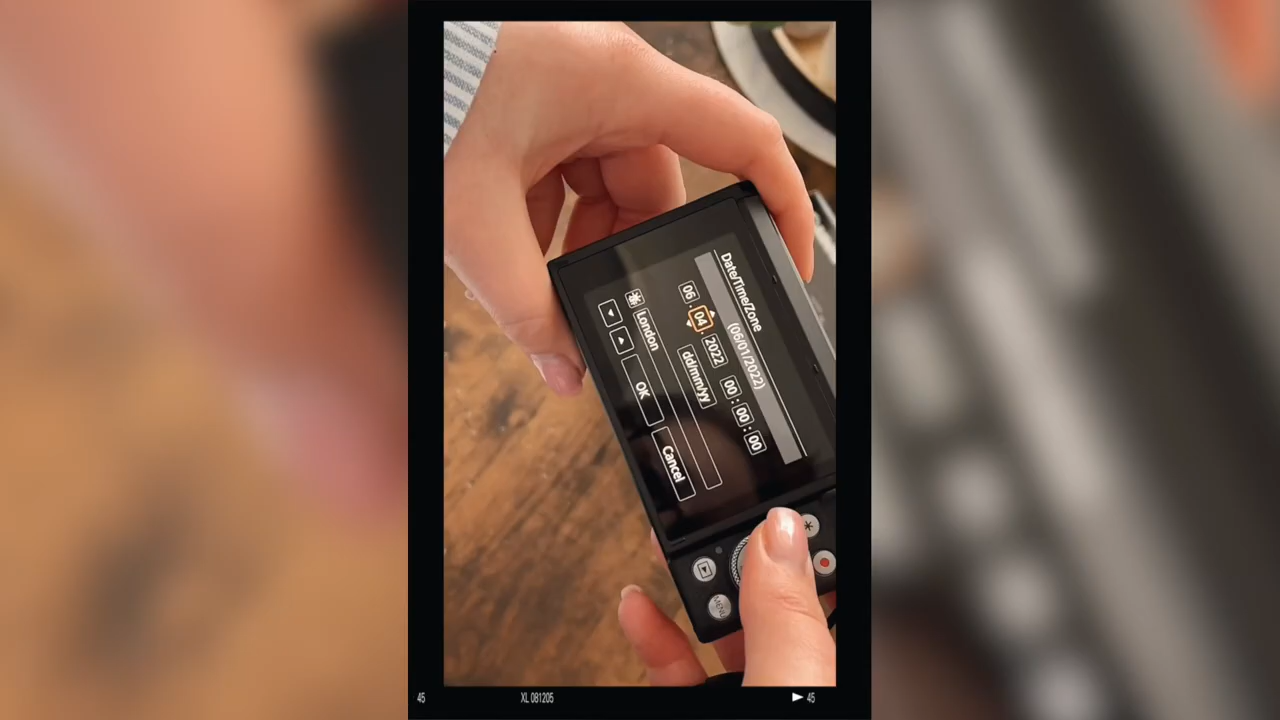 Date/Time/Zone
(06/01/2022)
06. 04. 2022 00 : 00 : 00
dd/mm/yy
London
OK Cancel
MENU
45 XL 081205 45